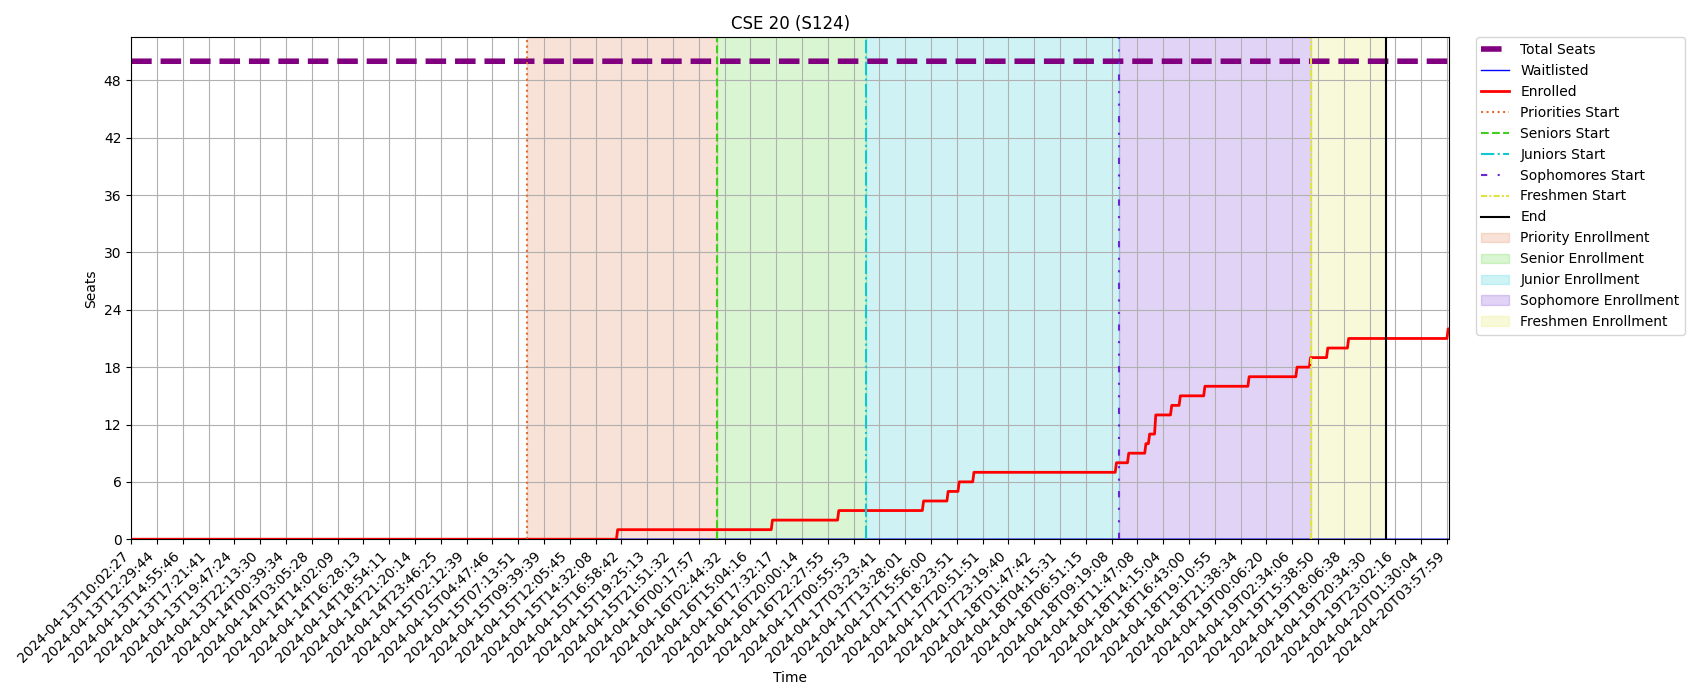 CSE 20 (S124)
Total Seats
Waitlisted
Enrolled
Priorities Start
Seniors Start
Juniors Start
Sophomores Start
Freshmen Start
End
Priority Enrollment
Senior Enrollment
Junior Enrollment
Sophomore Enrollment
Freshmen Enrollment
Seats
48
42
36
30
24
18
12
6
0
2024-04-13T10:02:27
2024-04-13T12:29:44
2024-04-13T14:55:46
2024-04-13T17:21:41
2024-04-13T19:47:24
2024-04-13T22:13:30
2024-04-14T00:39:34
2024-04-14T03:05:28
2024-04-14T14:02:09
2024-04-14T16:28:13
2024-04-14T18:54:11
2024-04-14T21:20:14
2024-04-14T23:46:25
2024-04-15T02:12:39
2024-04-15T04:47:46
2024-04-15T07:13:51
2024-04-15T09:39:39
2024-04-15T12:05:45
2024-04-15T14:32:08
2024-04-15T16:58:42
2024-04-15T19:25:13
2024-04-15T21:51:32
2024-04-16T00:17:57
2024-04-16T02:44:32
2024-04-16T15:04:16
2024-04-16T17:32:17
2024-04-16T20:00:14
2024-04-16T22:27:55
2024-04-17T00:55:53
2024-04-17T03:23:41
2024-04-17T13:28:01
2024-04-17T15:56:00
2024-04-17T18:23:51
2024-04-17T20:51:51
2024-04-17T23:19:40
2024-04-18T01:47:42
2024-04-18T04:15:31
2024-04-18T06:51:15
2024-04-18T09:19:08
2024-04-18T11:47:08
2024-04-18T14:15:04
2024-04-18T16:43:00
2024-04-18T19:10:55
2024-04-18T21:38:34
2024-04-19T00:06:20
2024-04-19T02:34:06
2024-04-19T15:38:50
2024-04-19T18:06:38
2024-04-19T20:34:30
2024-04-19T23:02:16
2024-04-20T01:30:04
2024-04-20T03:57:59
Time